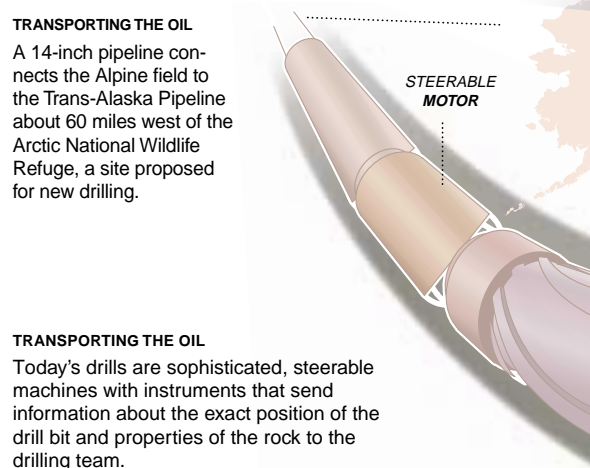 TRANSPORTING THE OIL
A 14-inch pipeline con-
nects the Alpine field to
the Trans-Alaska Pipeline
about 60 miles west of the
Arctic National Wildlife
Refuge, a site proposed
for new drilling.
STEERABLE
MOTOR
TRANSPORTING THE OIL
Today's drills are sophisticated, steerable
machines with instruments that send
information about the exact position of the
drill bit and properties of the rock to the
drilling team.